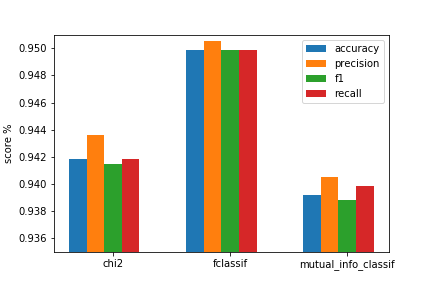 accuracy
precision
f1
recall
score %
0.950
0.948
0.946
0.944
0.942
0.940
0.938
0.936
chi2
fclassif
mutual_info_classif